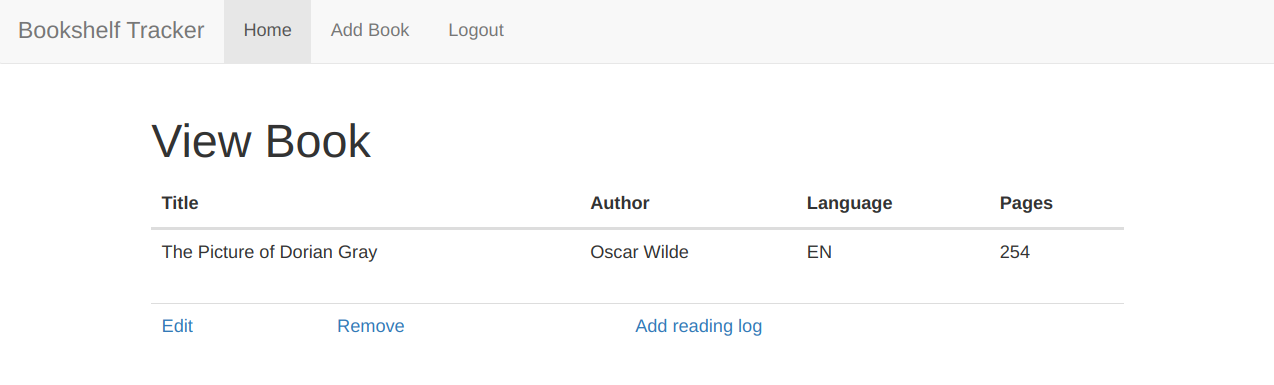 Bookshelf Tracker Home Add Book Logout
View Book
Title Author Language Pages
The Picture of Dorian Gray Oscar Wilde EN 254
Edit Remove Add reading log